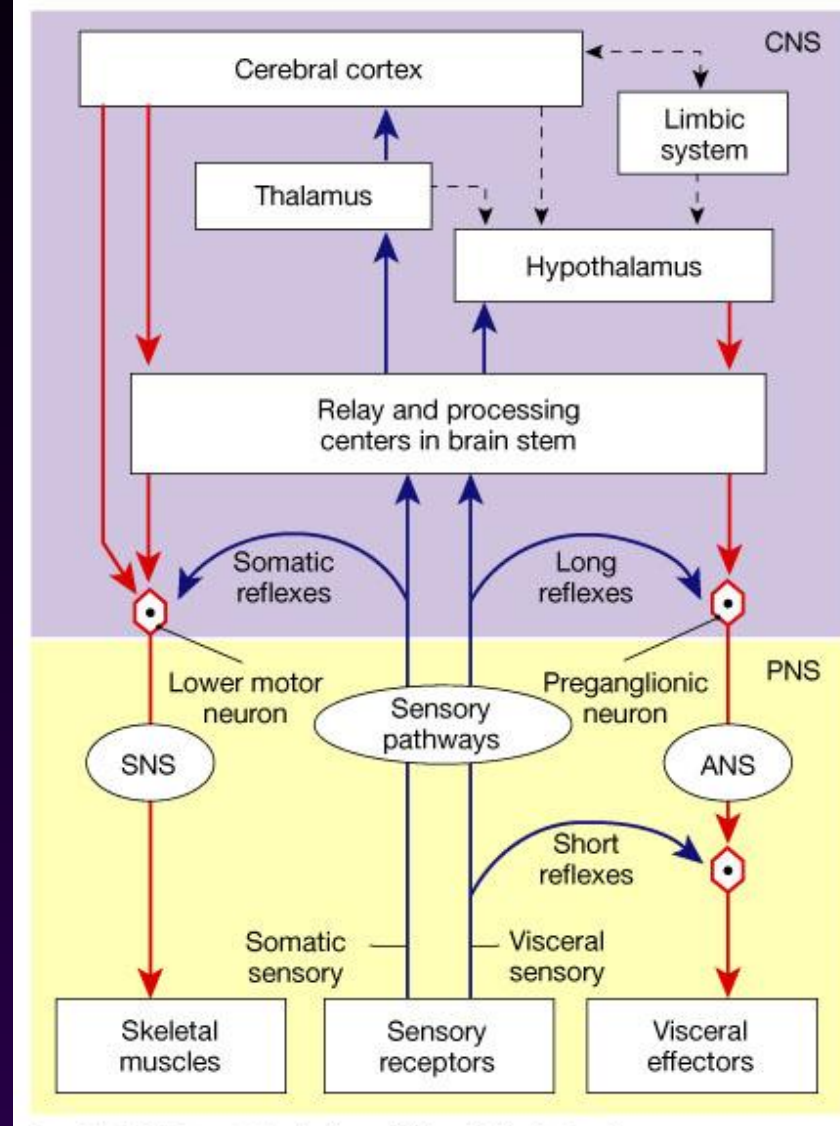 CNS
Cerebral cortex
Limbic
system
Thalamus
Hypothalamus
Relay and processing
centers in brain stem
Somatic
reflexes
Long
reflexes
Lower motor
neuron
Preganglionic
neuron
PNS
Sensory
pathways
SNS
ANS
Short
reflexes
Somatic
sensory
Visceral
sensory
Skeletal
muscles
Sensory
receptors
Visceral
effectors